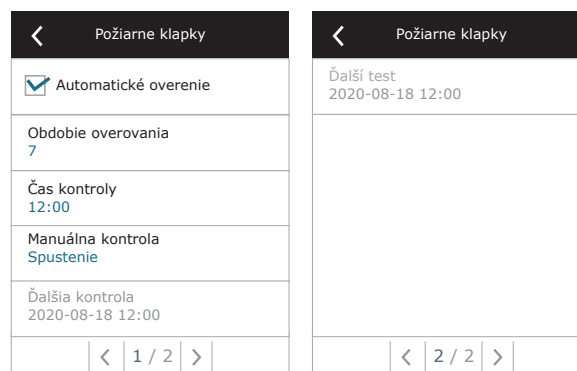 Požiarne klapky
Automatické overenie
Obdobie overovania
7
Čas kontroly
12:00
Manuálna kontrola
Spustenie
Ďalšia kontrola
2020-08-18 12:00
1 / 2
Požiarne klapky
Ďalší test
2020-08-18 12:00
2 / 2